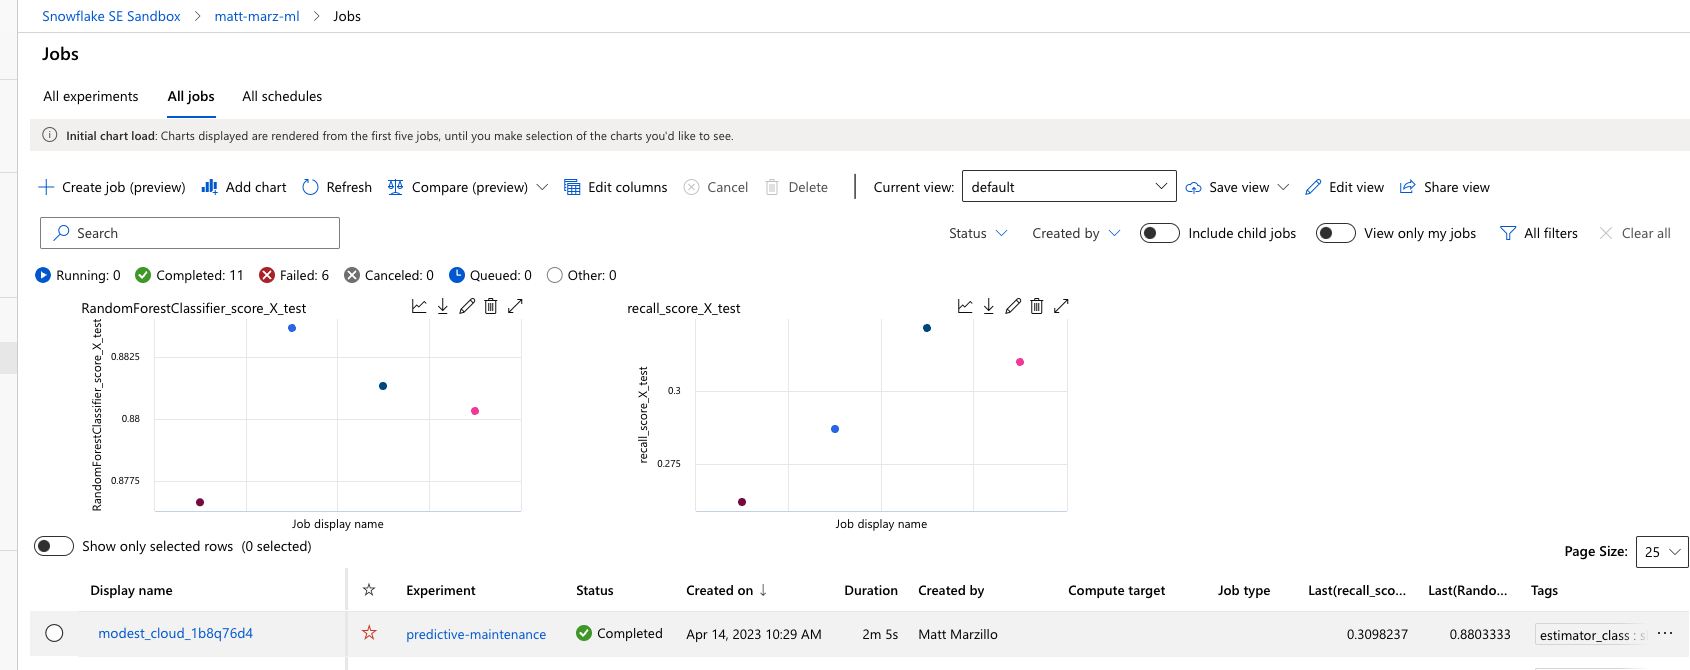 Snowflake SE Sandbox > matt-marz-ml > Jobs
Jobs
All experiments All jobs All schedules
Initial chart load: Charts displayed are rendered from the first five jobs, until you make selection of the charts you'd like to see.
Create job (preview) Add chart Refresh Compare (preview) Edit columns Cancel Delete Current view: default Save view Edit view Share view
Search Status Created by Include child jobs View only my jobs All filters Clear all
Running: 0 Completed: 11 Failed: 6 Canceled: 0 Queued: 0 Other: 0
RandomForestClassifier_score_X_test
RandomForestClassifier_score_X_test
0.8825
0.88
0.8775
Job display name
recall_score_X_test
recall_score_X_test
0.3
0.275
Job display name
Show only selected rows (0 selected) Page Size: 25
Display name Experiment Status Created on ↓ Duration Created by Compute target Job type Last(recall_sco... Last(Rando... Tags
modest_cloud_1b8q76d4 predictive-maintenance Completed Apr 14, 2023 10:29 AM 2m 5s Matt Marzillo 0.3098237 0.8803333 estimator_class : s ...